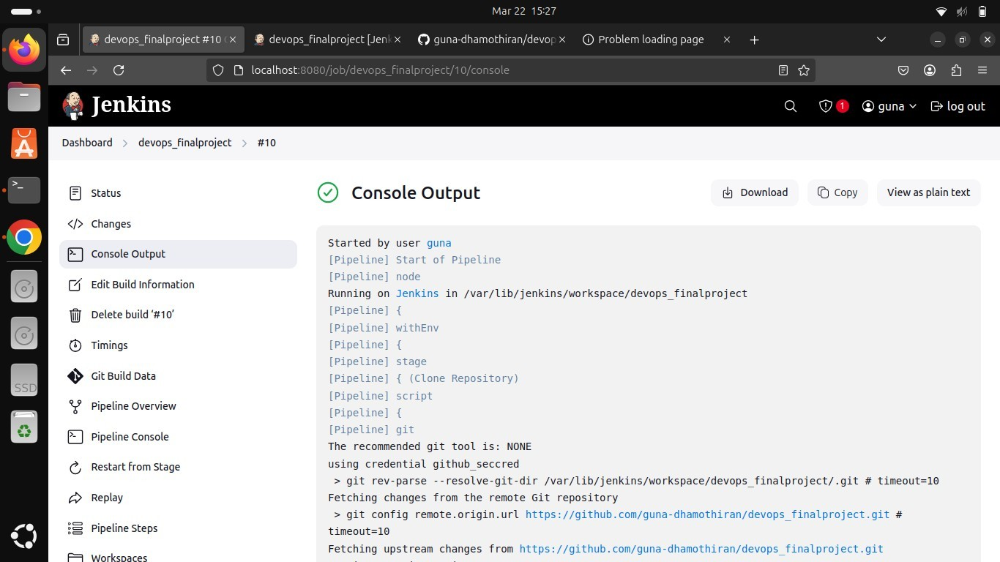 Mar 22 15:27
devops_finalproject #10
devops_finalproject [Jenk
guna-dhamothiran/devop
Problem loading page
localhost:8080/job/devops_finalproject/10/console
Jenkins
1
guna
log out
Dashboard
devops_finalproject
#10
Status
Changes
Console Output
Edit Build Information
Delete build ‘#10’
Timings
Git Build Data
Pipeline Overview
Pipeline Console
Restart from Stage
Replay
Pipeline Steps
Workspaces
Console Output
Download
Copy
View as plain text
Started by user guna
[Pipeline] Start of Pipeline
[Pipeline] node
Running on Jenkins in /var/lib/jenkins/workspace/devops_finalproject
[Pipeline] {
[Pipeline] withEnv
[Pipeline] {
[Pipeline] stage
[Pipeline] { (Clone Repository)
[Pipeline] script
[Pipeline] {
[Pipeline] git
The recommended git tool is: NONE
using credential github_seccred
> git rev-parse --resolve-git-dir /var/lib/jenkins/workspace/devops_finalproject/.git # timeout=10
Fetching changes from the remote Git repository
> git config remote.origin.url https://github.com/guna-dhamothiran/devops_finalproject.git #
timeout=10
Fetching upstream changes from https://github.com/guna-dhamothiran/devops_finalproject.git
SSD